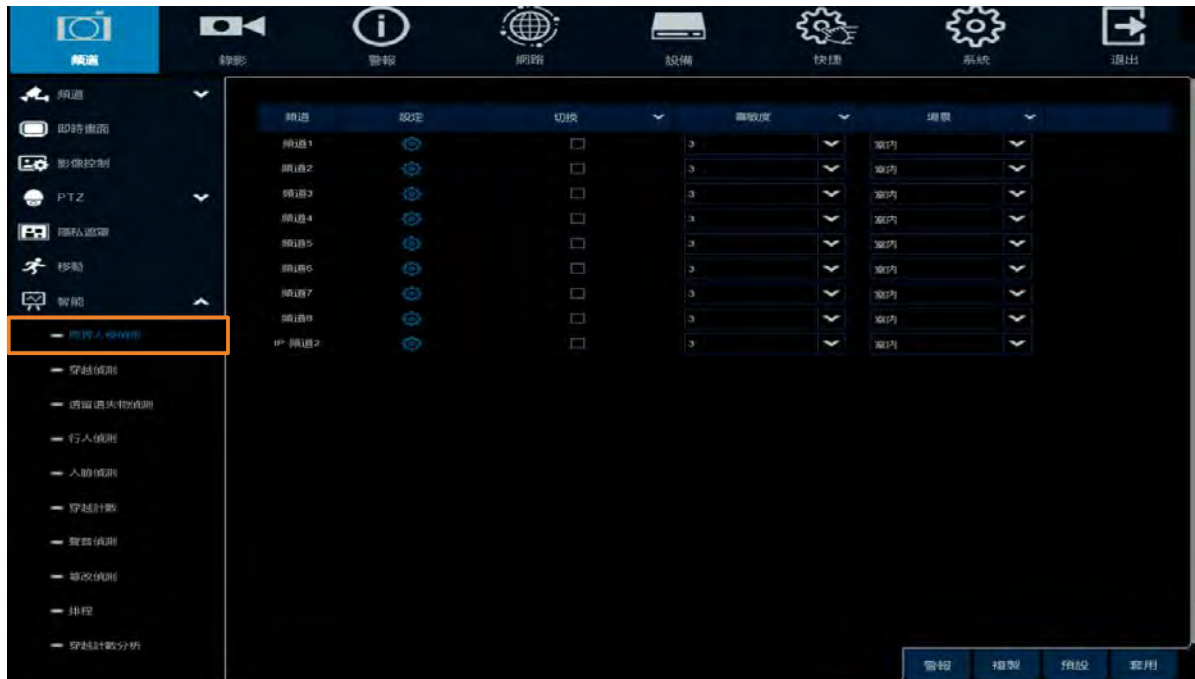 頻道 錄影 警報 網路 設備 快捷 系統 退出
頻道
即時畫面
影像控制
PTZ
隱私遮罩
移動
智能
周界入侵偵測
穿越偵測
遺留遺失物偵測
行人偵測
人臉偵測
穿越計數
聲音偵測
竄改偵測
排程
穿越計數分析
頻道 設定 切換 靈敏度 場景
頻道1 3 室內
頻道2 3 室內
頻道3 3 室內
頻道4 3 室內
頻道5 3 室內
頻道6 3 室內
頻道7 3 室內
頻道8 3 室內
IP 頻道2 3 室內
警報 複製 預設 套用